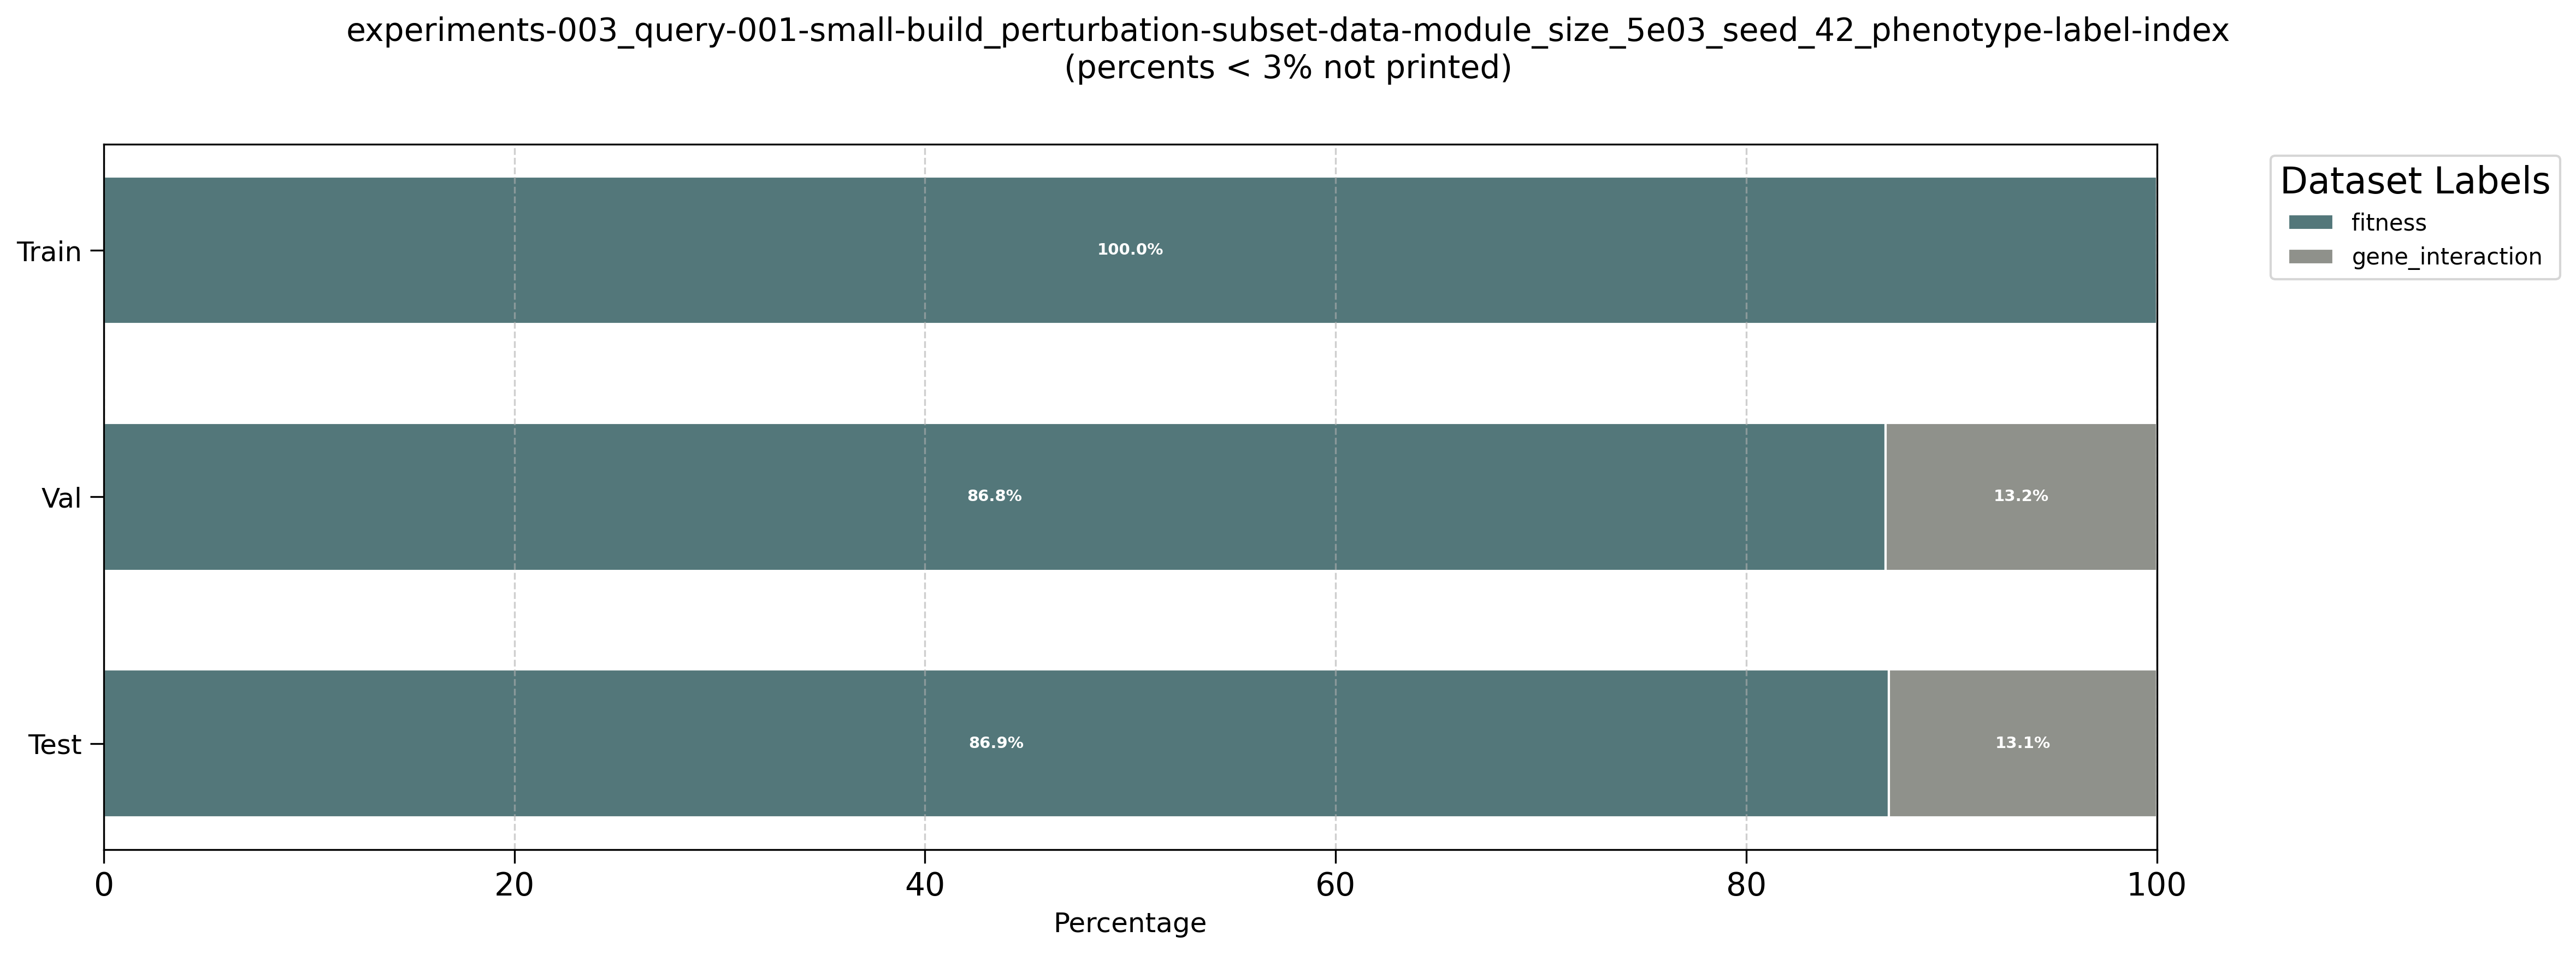 experiments-003_query-001-small-build_perturbation-subset-data-module_size_5e03_seed_42_phenotype-label-index
(percents < 3% not printed)
Dataset Labels
fitness
gene_interaction
Train
100.0%
Val
86.8%
13.2%
Test
86.9%
13.1%
0
20
40
60
80
100
Percentage